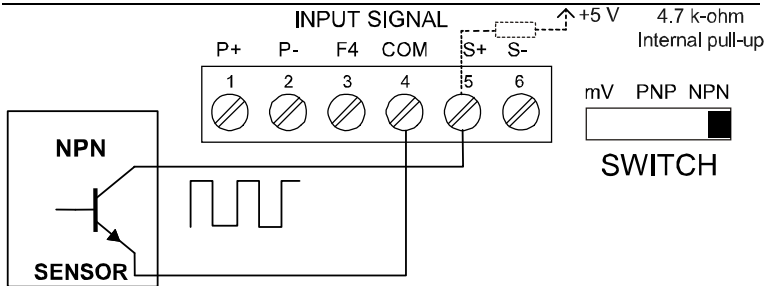 INPUT SIGNAL
+5 V
4.7 k-ohm
Internal pull-up
P+ P- F4 COM S+ S-
1 2 3 4 5 6
mV PNP NPN
SWITCH
NPN
SENSOR